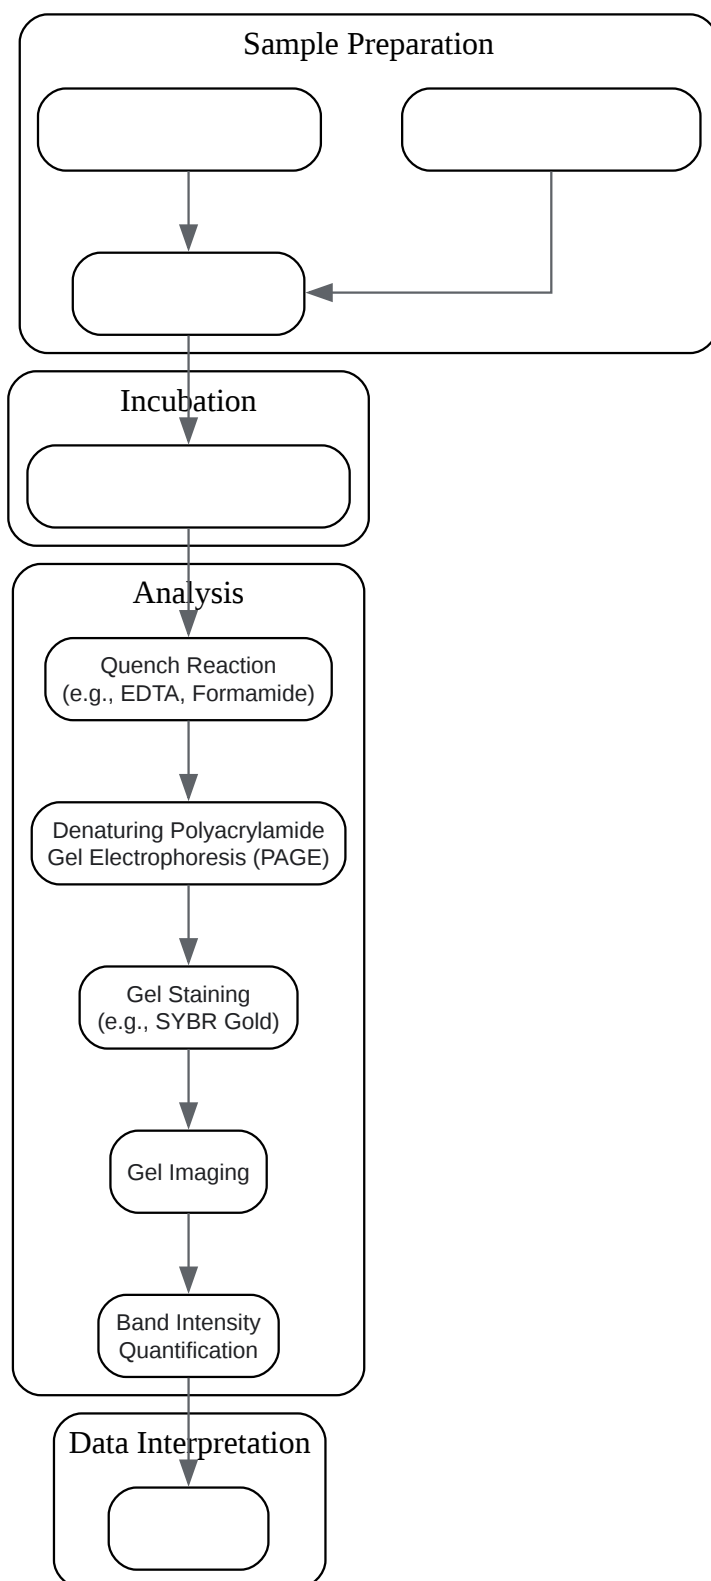 Sample Preparation
Incubation
Analysis
Quench Reaction
(e.g., EDTA, Formamide)
Denaturing Polyacrylamide
Gel Electrophoresis (PAGE)
Gel Staining
(e.g., SYBR Gold)
Gel Imaging
Band Intensity
Quantification
Data Interpretation